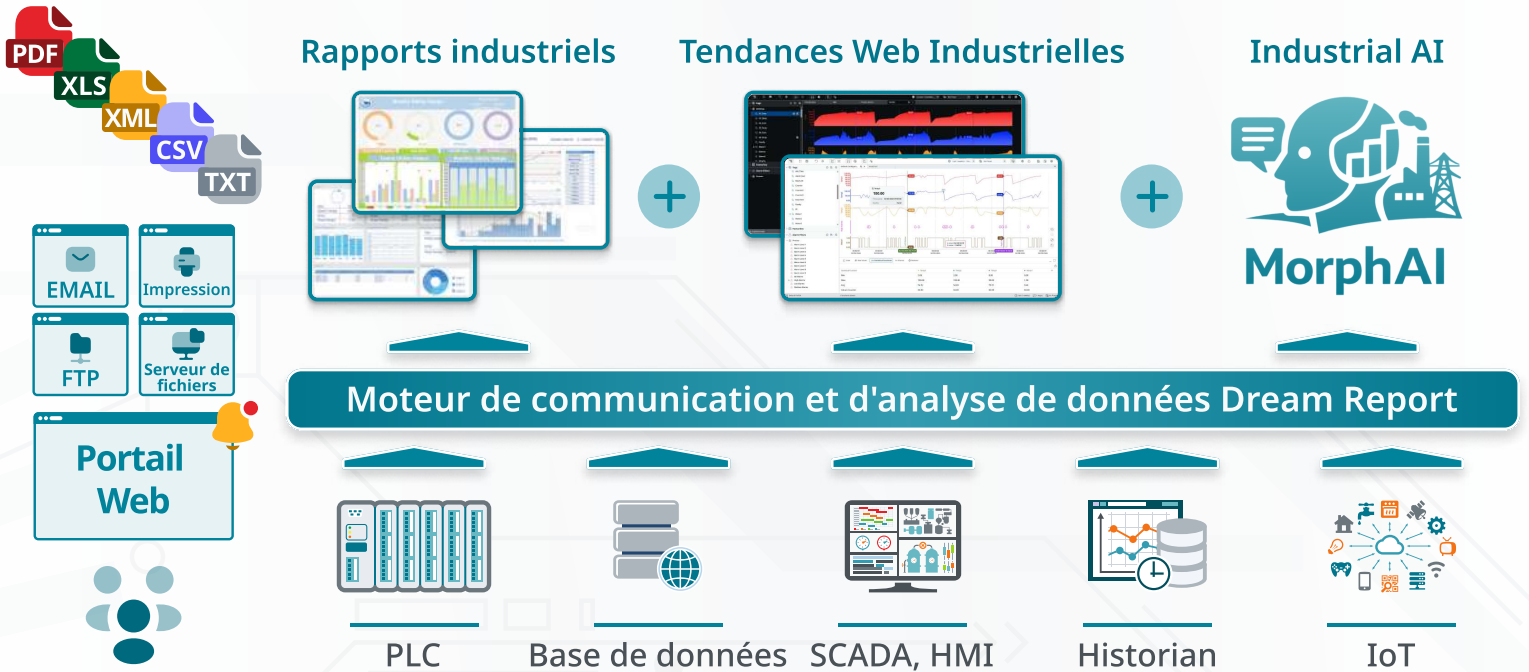 PDF
XLS
XML
CSV
TXT
EMAIL
Impression
FTP
Serveur de
fichiers
Portail
Web
Rapports industriels
Tendances Web Industrielles
Industrial AI
MorphAI
Moteur de communication et d'analyse de données Dream Report
PLC
Base de données
SCADA, HMI
Historian
IoT